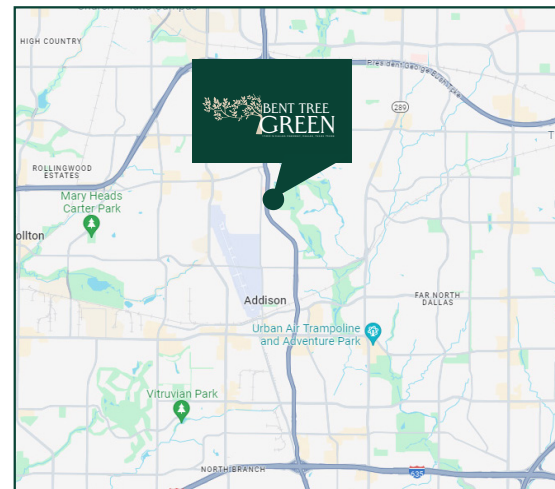 HIGH COUNTRY
President George Bush Tpke
289
BENT TREE
GREEN
ROLLINGWOOD
ESTATES
Mary Heads
Carter Park
ollton
Addison
FAR NORTH
DALLAS
Urban Air Trampoline
and Adventure Park
Vitruvian Park
NORTHBRANCH
635